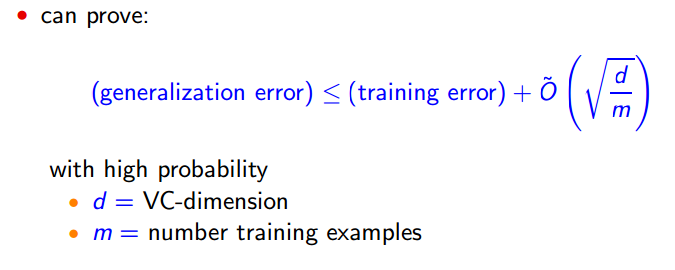 • can prove:
(generalization error) ≤ (training error) + Õ(√(d/m))
with high probability
• d = VC-dimension
• m = number training examples